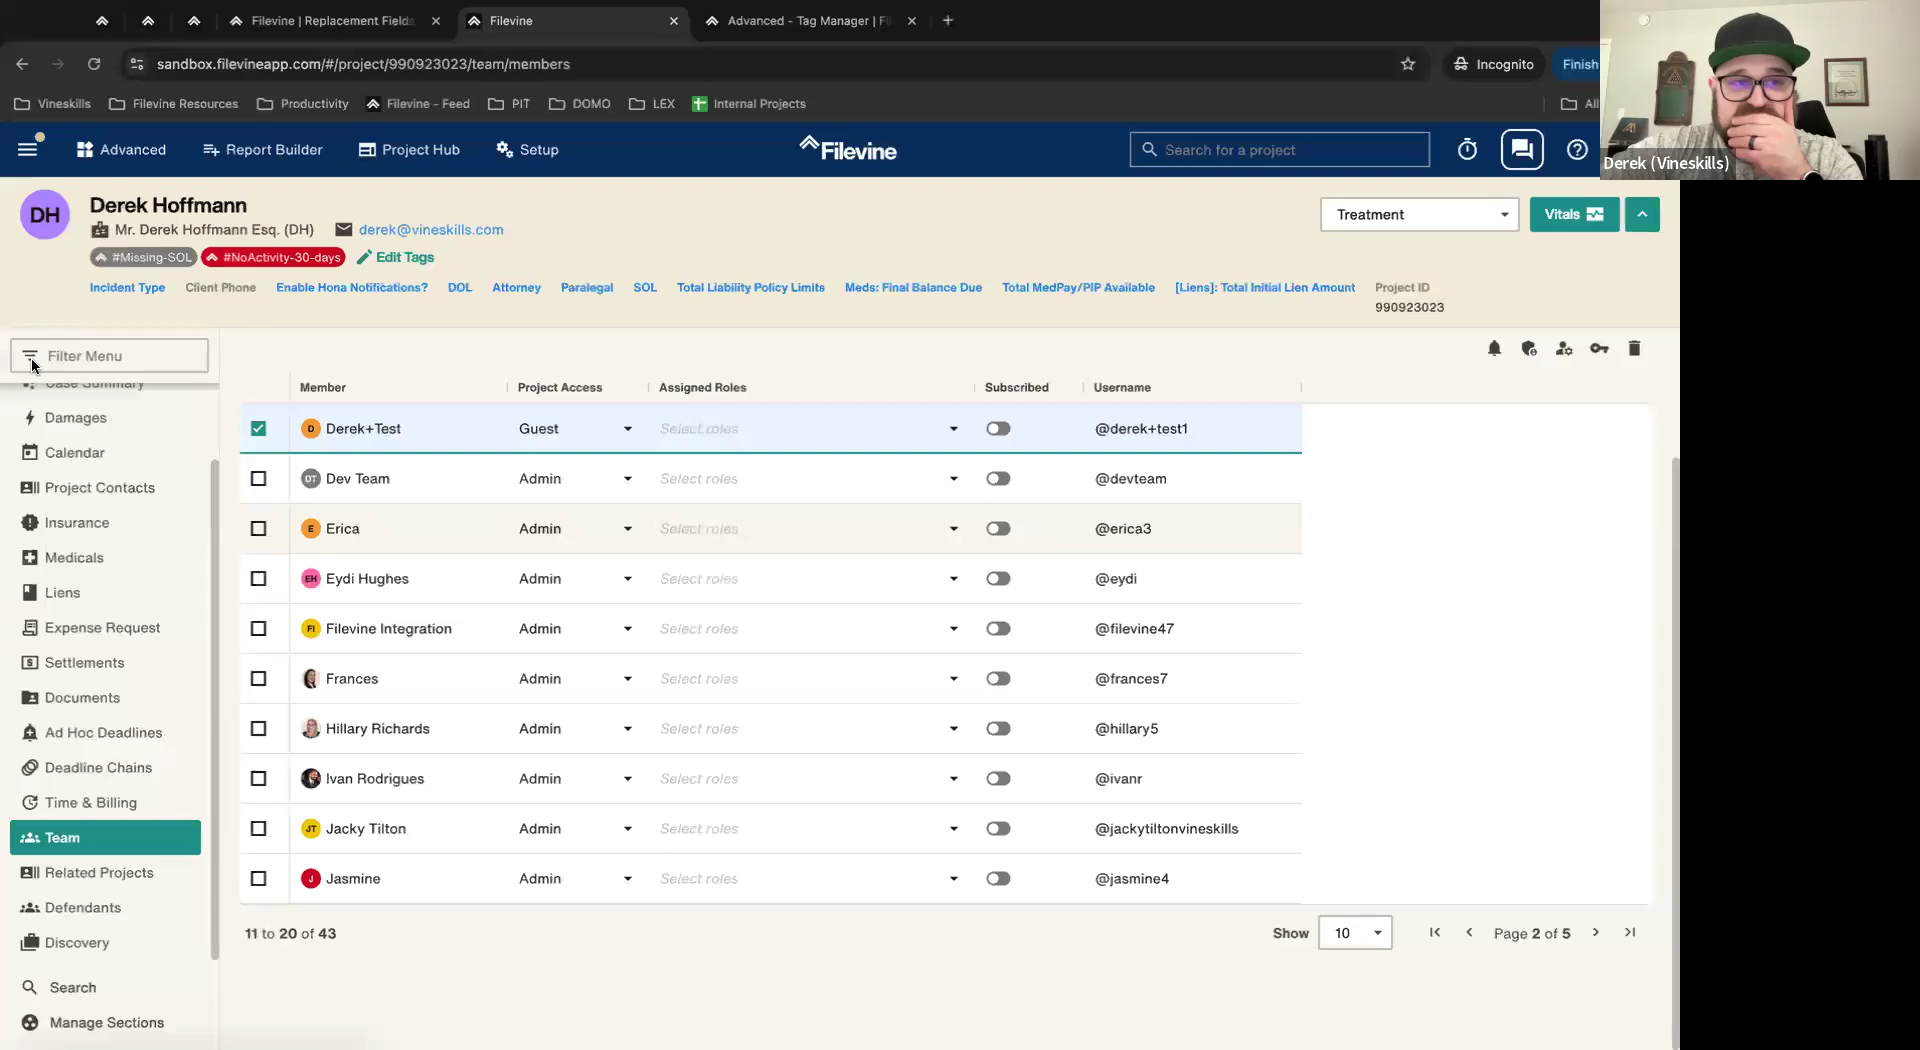 Filevine | Replacement Fields
Filevine
Advanced - Tag Manager | Fi
sandbox.filevineapp.com/#/project/990923023/team/members
Incognito
Finish
Vineskills
Filevine Resources
Productivity
Filevine - Feed
PIT
DOMO
LEX
Internal Projects
All
Derek (Vineskills)
Advanced
Report Builder
Project Hub
Setup
Filevine
Search for a project
DH
Derek Hoffmann
Mr. Derek Hoffmann Esq. (DH)
derek@vineskills.com
#Missing-SOL
#NoActivity-30-days
Edit Tags
Treatment
Vitals
Incident Type
Client Phone
Enable Hona Notifications?
DOL
Attorney
Paralegal
SOL
Total Liability Policy Limits
Meds: Final Balance Due
Total MedPay/PIP Available
[Liens]: Total Initial Lien Amount
Project ID
990923023
Filter Menu
Case Summary
Damages
Calendar
Project Contacts
Insurance
Medicals
Liens
Expense Request
Settlements
Documents
Ad Hoc Deadlines
Deadline Chains
Time & Billing
Team
Related Projects
Defendants
Discovery
Search
Manage Sections
Member Project Access Assigned Roles Subscribed Username
D Derek+Test Guest Select roles @derek+test1
DT Dev Team Admin Select roles @devteam
E Erica Admin Select roles @erica3
EH Eydi Hughes Admin Select roles @eydi
FI Filevine Integration Admin Select roles @filevine47
Frances Admin Select roles @frances7
Hillary Richards Admin Select roles @hillary5
Ivan Rodrigues Admin Select roles @ivanr
JT Jacky Tilton Admin Select roles @jackytiltonvineskills
J Jasmine Admin Select roles @jasmine4
11 to 20 of 43
Show 10 Page 2 of 5